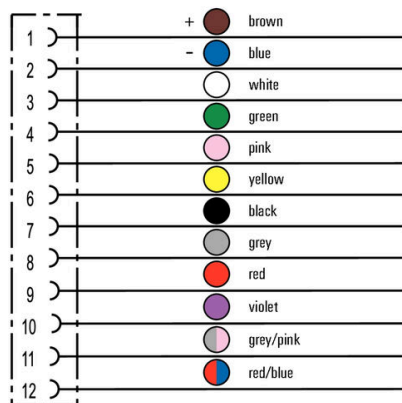 + brown
1
- blue
2
white
3
green
4
pink
5
yellow
6
black
7
grey
8
red
9
violet
10
grey/pink
11
red/blue
12